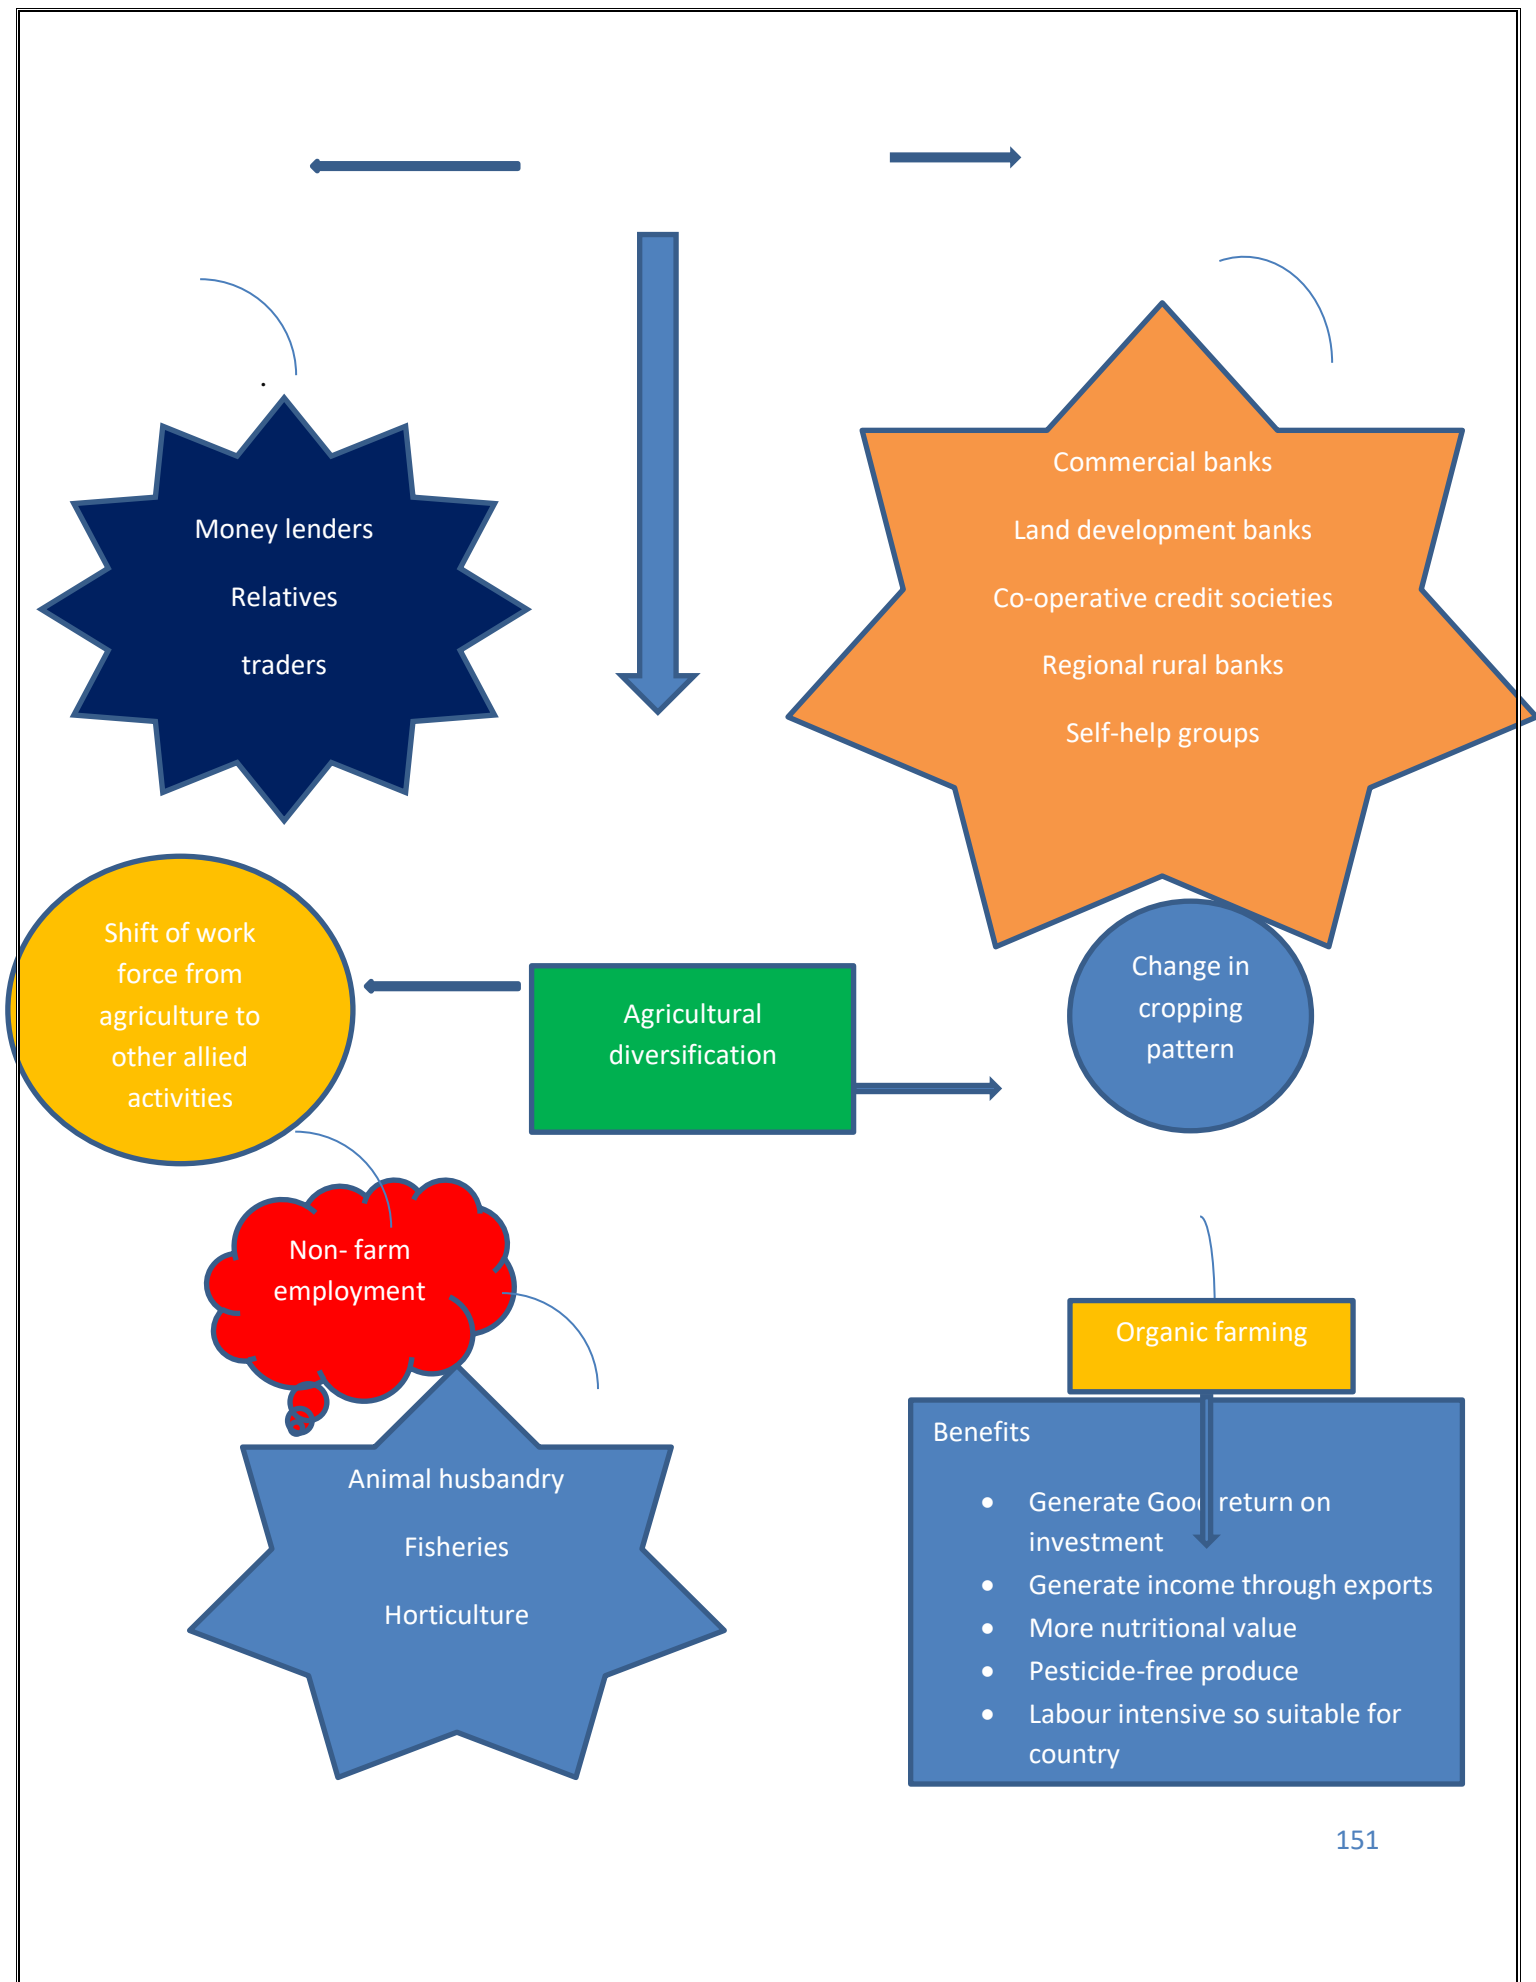 Money lenders
Relatives
traders
Commercial banks
Land development banks
Co-operative credit societies
Regional rural banks
Self-help groups
Shift of work
force from
agriculture to
other allied
activities
Agricultural
diversification
Change in
cropping
pattern
Non- farm
employment
Animal husbandry
Fisheries
Horticulture
Organic farming
Benefits
• Generate Good return on
investment
• Generate income through exports
• More nutritional value
• Pesticide-free produce
• Labour intensive so suitable for
country
151